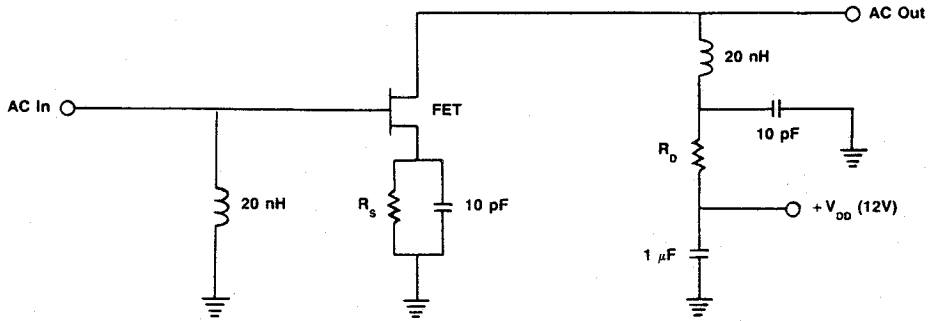 AC Out
20 nH
AC In
FET
10 pF
R_D
20 nH
R_S
10 pF
+ V_DD (12V)
1 μF